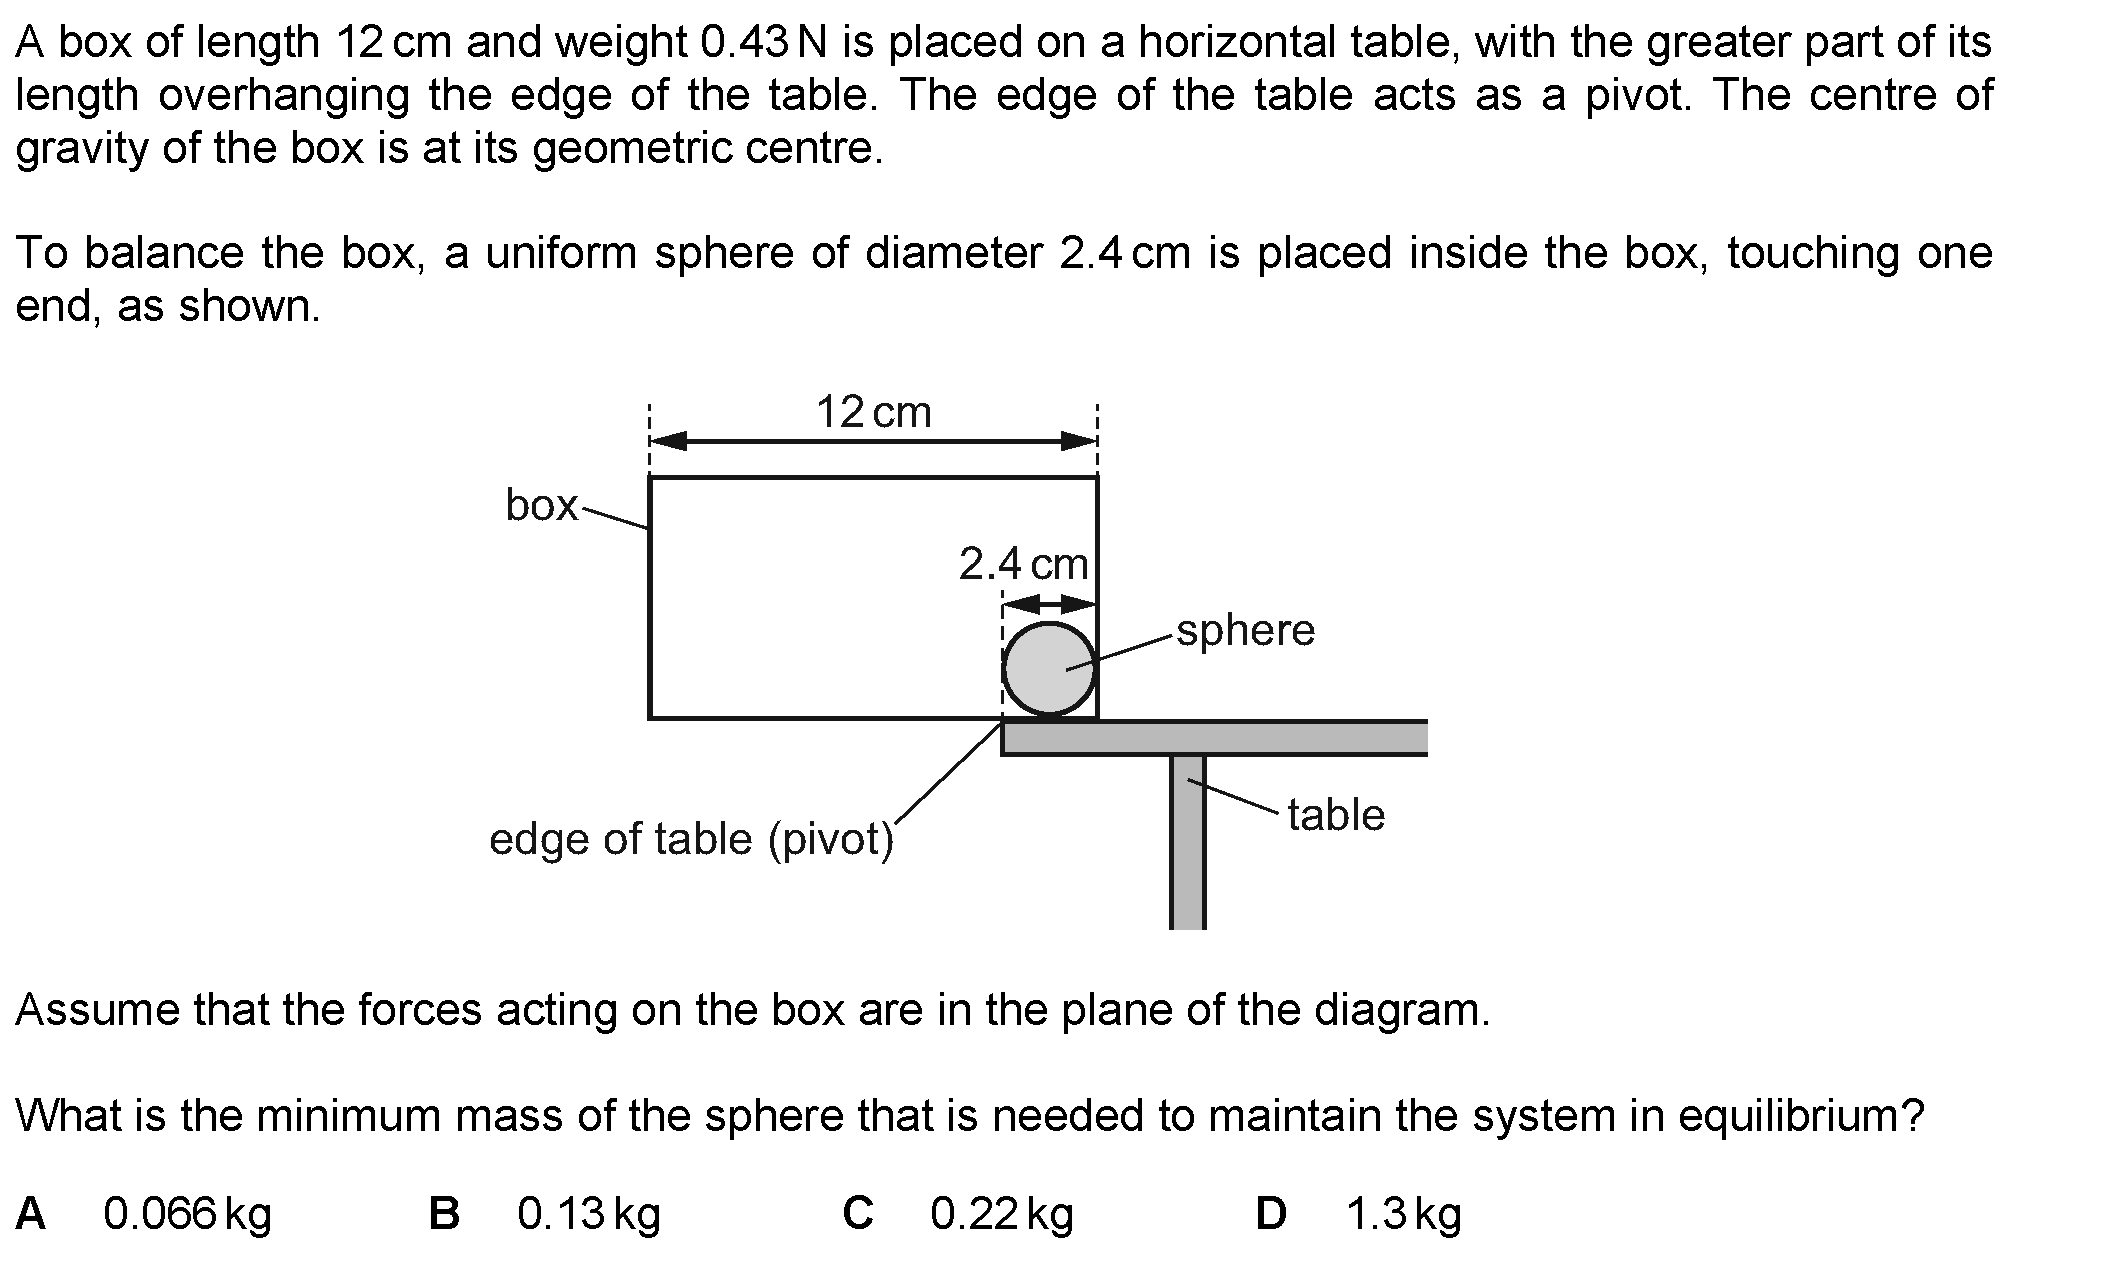 A box of length 12 cm and weight 0.43 N is placed on a horizontal table, with the greater part of its
length overhanging the edge of the table. The edge of the table acts as a pivot. The centre of
gravity of the box is at its geometric centre.
To balance the box, a uniform sphere of diameter 2.4 cm is placed inside the box, touching one
end, as shown.
12 cm
box
2.4 cm
sphere
table
edge of table (pivot)
Assume that the forces acting on the box are in the plane of the diagram.
What is the minimum mass of the sphere that is needed to maintain the system in equilibrium?
A 0.066 kg B 0.13 kg C 0.22 kg D 1.3 kg